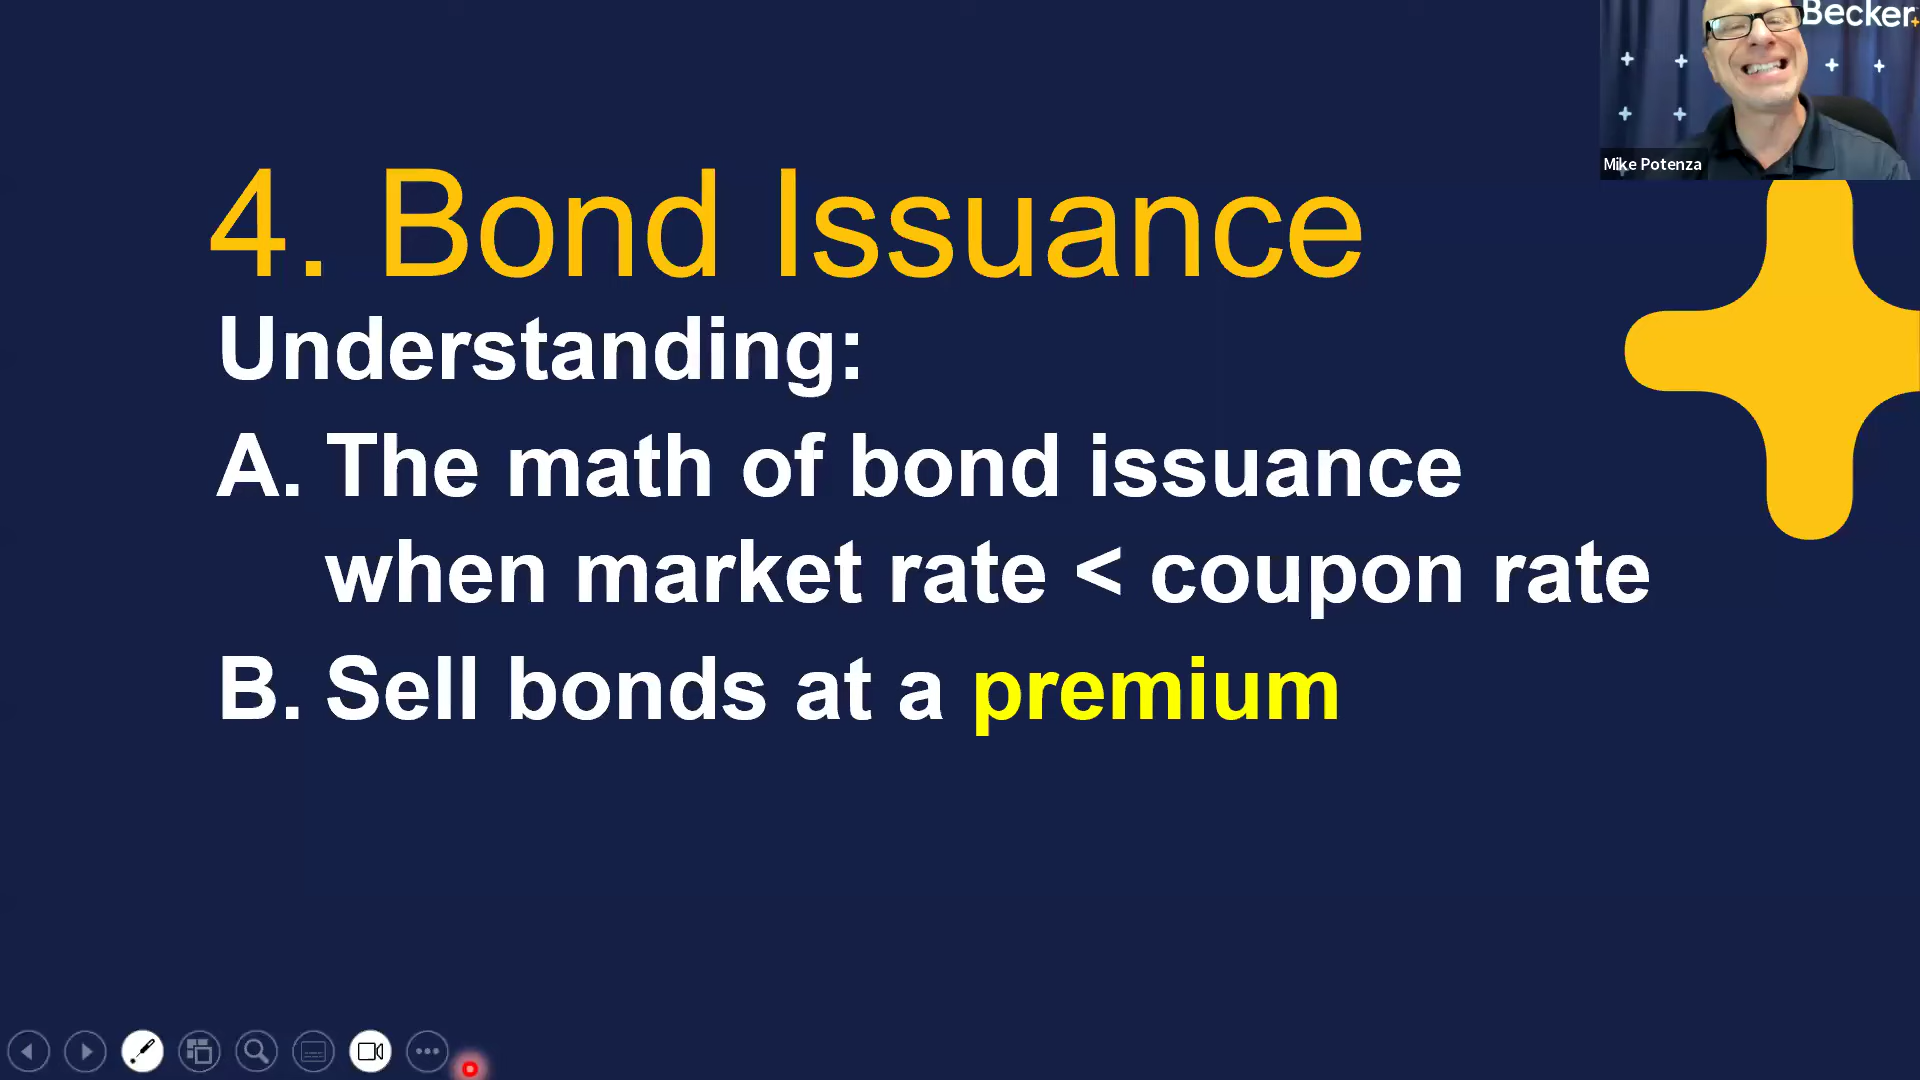 Becker
Mike Potenza
4. Bond Issuance
Understanding:
A. The math of bond issuance
when market rate < coupon rate
B. Sell bonds at a premium